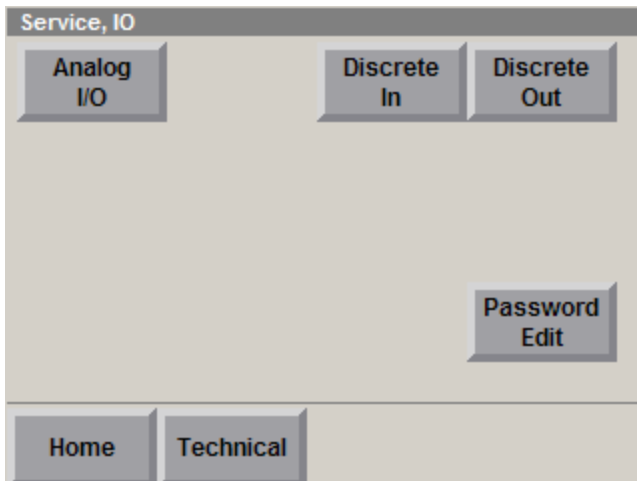 Service, IO
Analog
I/O
Discrete
In
Discrete
Out
Password
Edit
Home
Technical